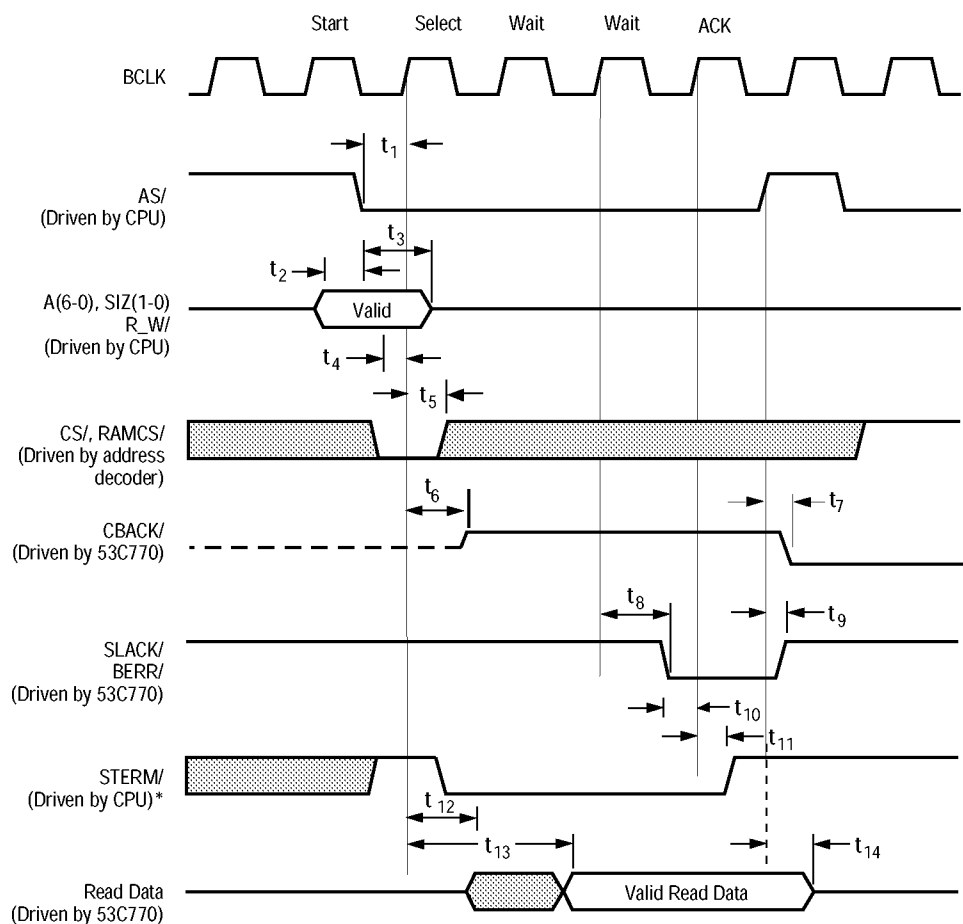 Start Select Wait Wait ACK
BCLK
t1
AS/
(Driven by CPU)
t3
t2
A(6-0), SIZ(1-0)
R_W/
(Driven by CPU)
Valid
t4
t5
CS/, RAMCS/
(Driven by address
decoder)
t6
t7
CBACK/
(Driven by 53C770)
t8
t9
SLACK/
BERR/
(Driven by 53C770)
t10
t11
STERM/
(Driven by CPU)*
t12
t13
t14
Read Data
(Driven by 53C770)
Valid Read Data